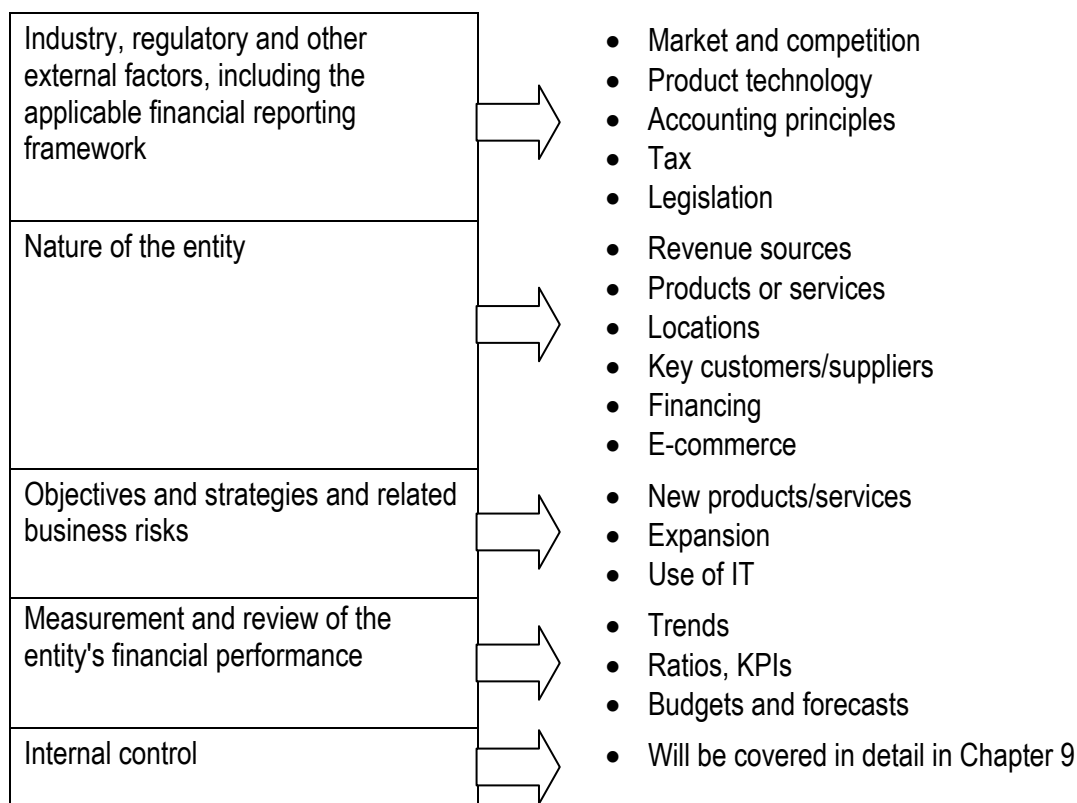 Industry, regulatory and other
external factors, including the
applicable financial reporting
framework
• Market and competition
• Product technology
• Accounting principles
• Tax
• Legislation
Nature of the entity
• Revenue sources
• Products or services
• Locations
• Key customers/suppliers
• Financing
• E-commerce
Objectives and strategies and related
business risks
• New products/services
• Expansion
• Use of IT
Measurement and review of the
entity's financial performance
• Trends
• Ratios, KPIs
• Budgets and forecasts
Internal control
• Will be covered in detail in Chapter 9